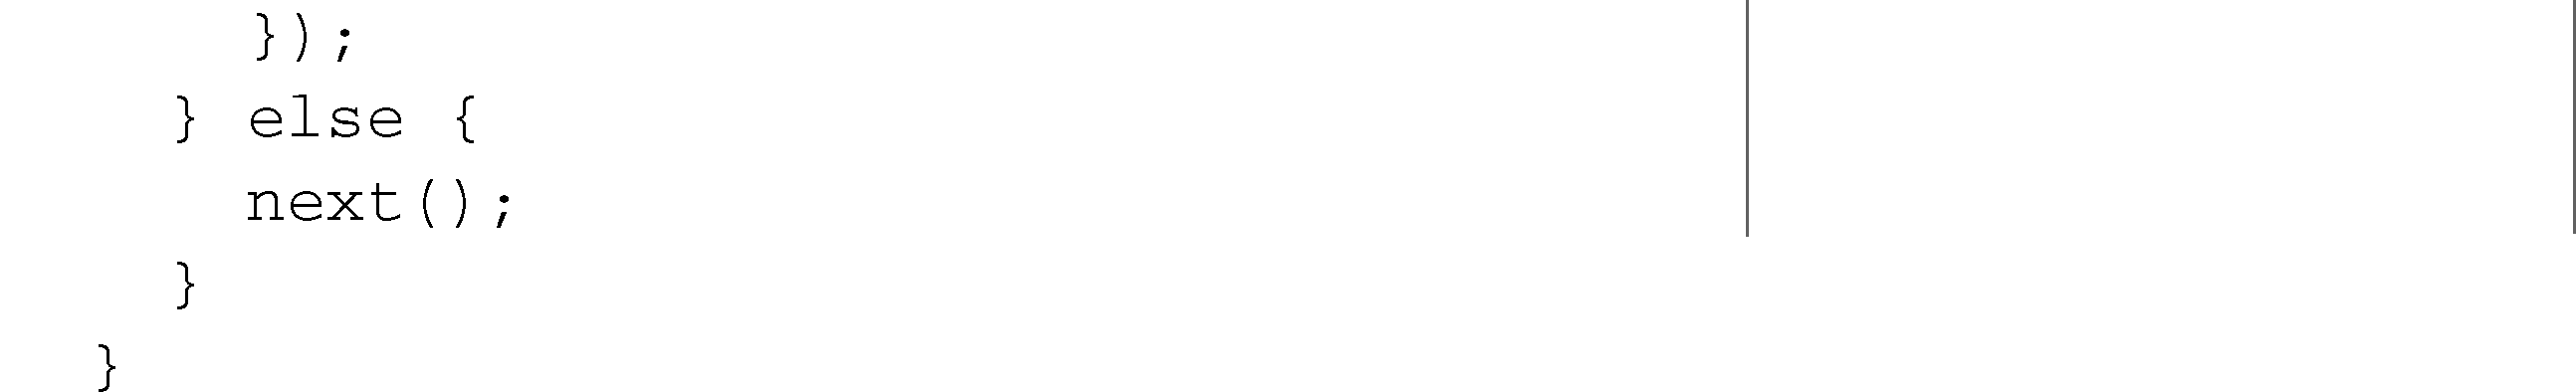 });
  } else {
    next();
  }
}